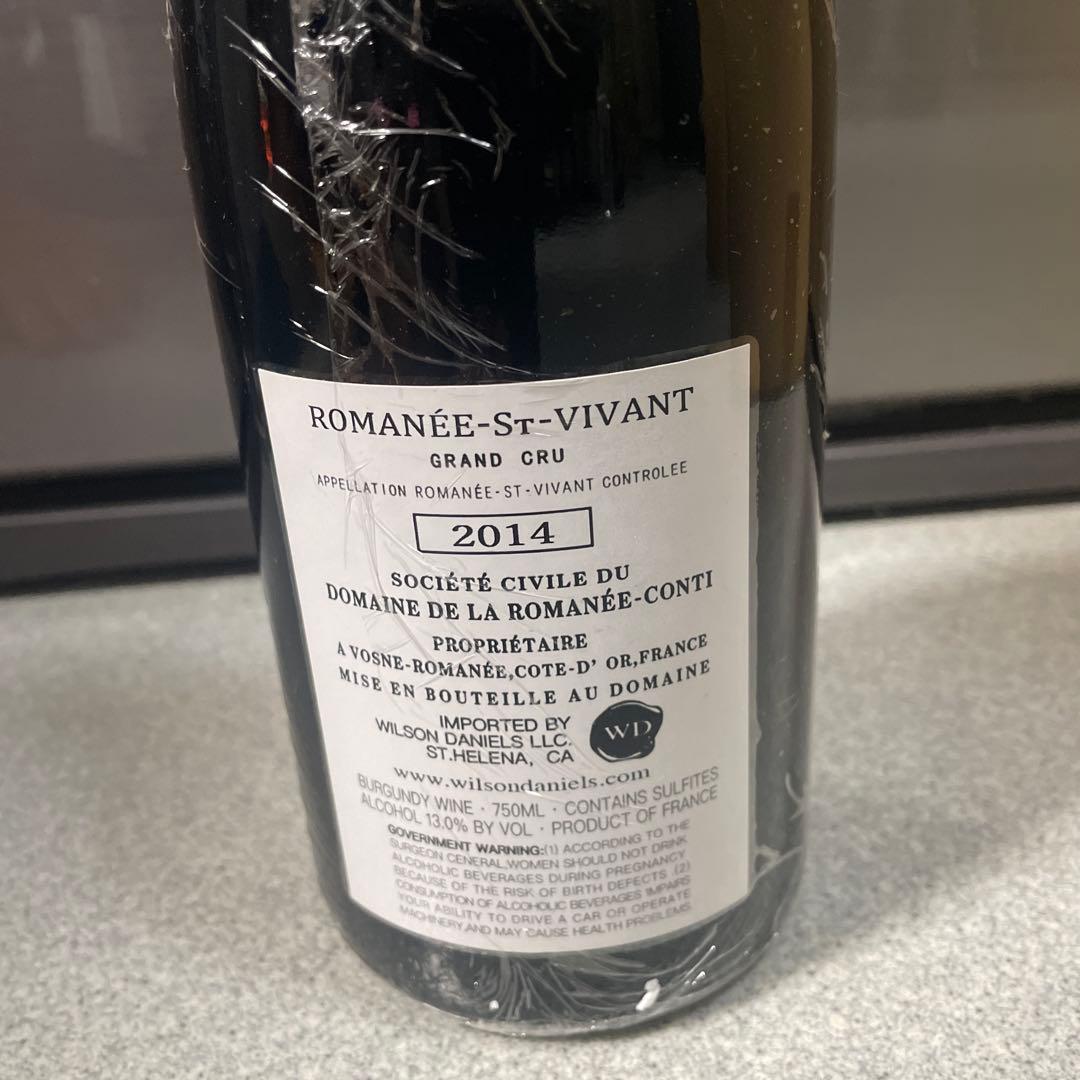 ROMANÉE-ST-VIVANT
GRAND CRU
APPELLATION ROMANÉE-ST-VIVANT CONTROLEE
2014
SOCIÉTÉ CIVILE DU
DOMAINE DE LA ROMANÉE-CONTI
PROPRIÉTAIRE
A VOSNE-ROMANÉE,COTE-D' OR,FRANCE
MISE EN BOUTEILLE AU DOMAINE
IMPORTED BY
WILSON DANIELS LLC.
ST.HELENA, CA
WD
www.wilsondaniels.com
BURGUNDY WINE · 750ML · CONTAINS SULFITES
ALCOHOL 13.0% BY VOL · PRODUCT OF FRANCE
GOVERNMENT WARNING:(1) ACCORDING TO THE
SURGEON GENERAL,WOMEN SHOULD NOT DRINK
ALCOHOLIC BEVERAGES DURING PREGNANCY
BECAUSE OF THE RISK OF BIRTH DEFECTS .(2)
CONSUMPTION OF ALCOHOLIC BEVERAGES IMPAIRS
YOUR ABILITY TO DRIVE A CAR OR OPERATE
MACHINERY,AND MAY CAUSE HEALTH PROBLEMS.